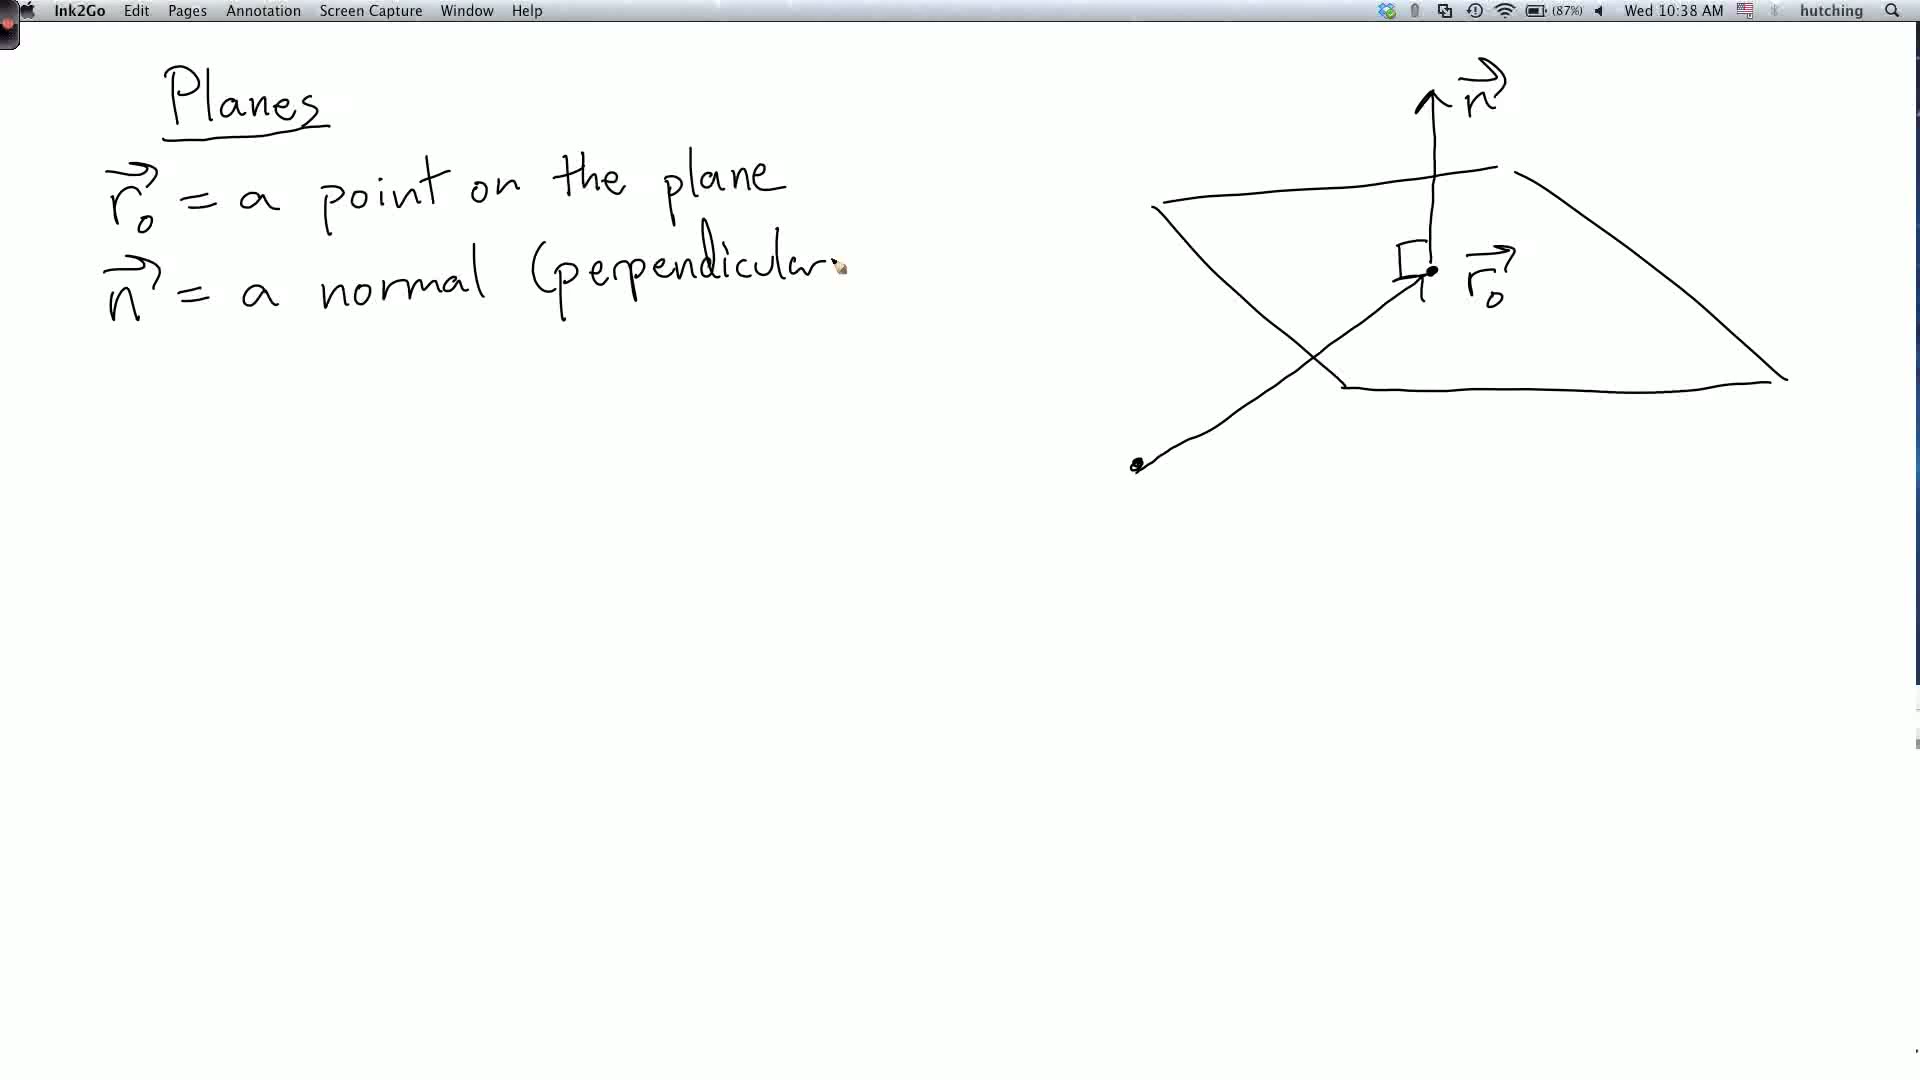 Ink2Go Edit Pages Annotation Screen Capture Window Help (87%) Wed 10:38 AM hutching
Planes
r⃗₀ = a point on the plane
n⃗ = a normal (perpendicular
n⃗
r⃗₀